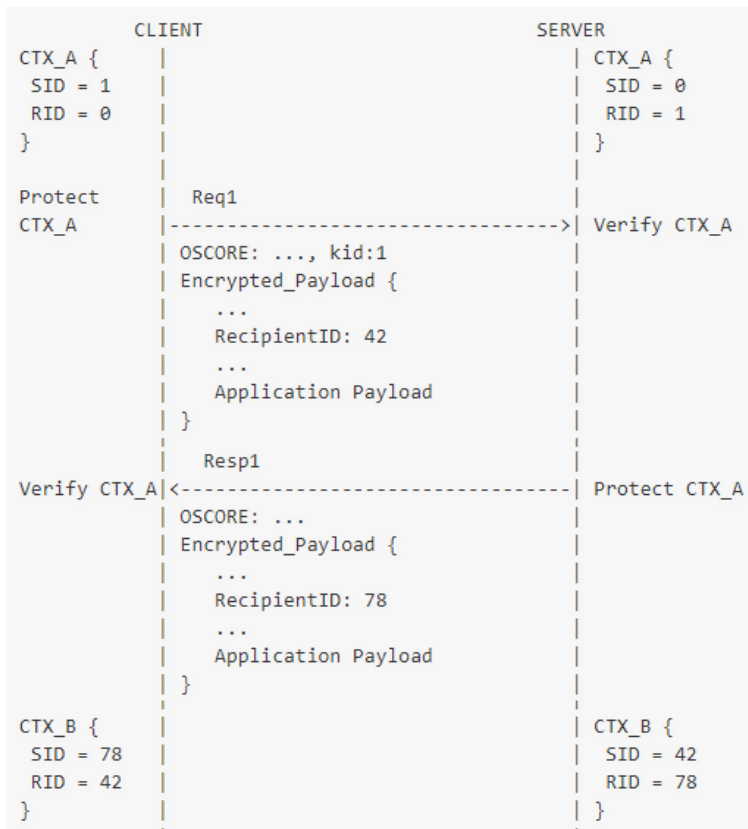 CLIENT SERVER
CTX_A { | | CTX_A {
SID = 1 | | SID = 0
RID = 0 | | RID = 1
} | | }
| |
Protect | Req1 |
CTX_A |---------------------------------->| Verify CTX_A
| OSCORE: ..., kid:1 |
| Encrypted_Payload { |
| ... |
| RecipientID: 42 |
| ... |
| Application Payload |
| } |
| Resp1 |
Verify CTX_A|<----------------------------------| Protect CTX_A
| OSCORE: ... |
| Encrypted_Payload { |
| ... |
| RecipientID: 78 |
| ... |
| Application Payload |
| } |
CTX_B { | | CTX_B {
SID = 78 | | SID = 42
RID = 42 | | RID = 78
} | | }